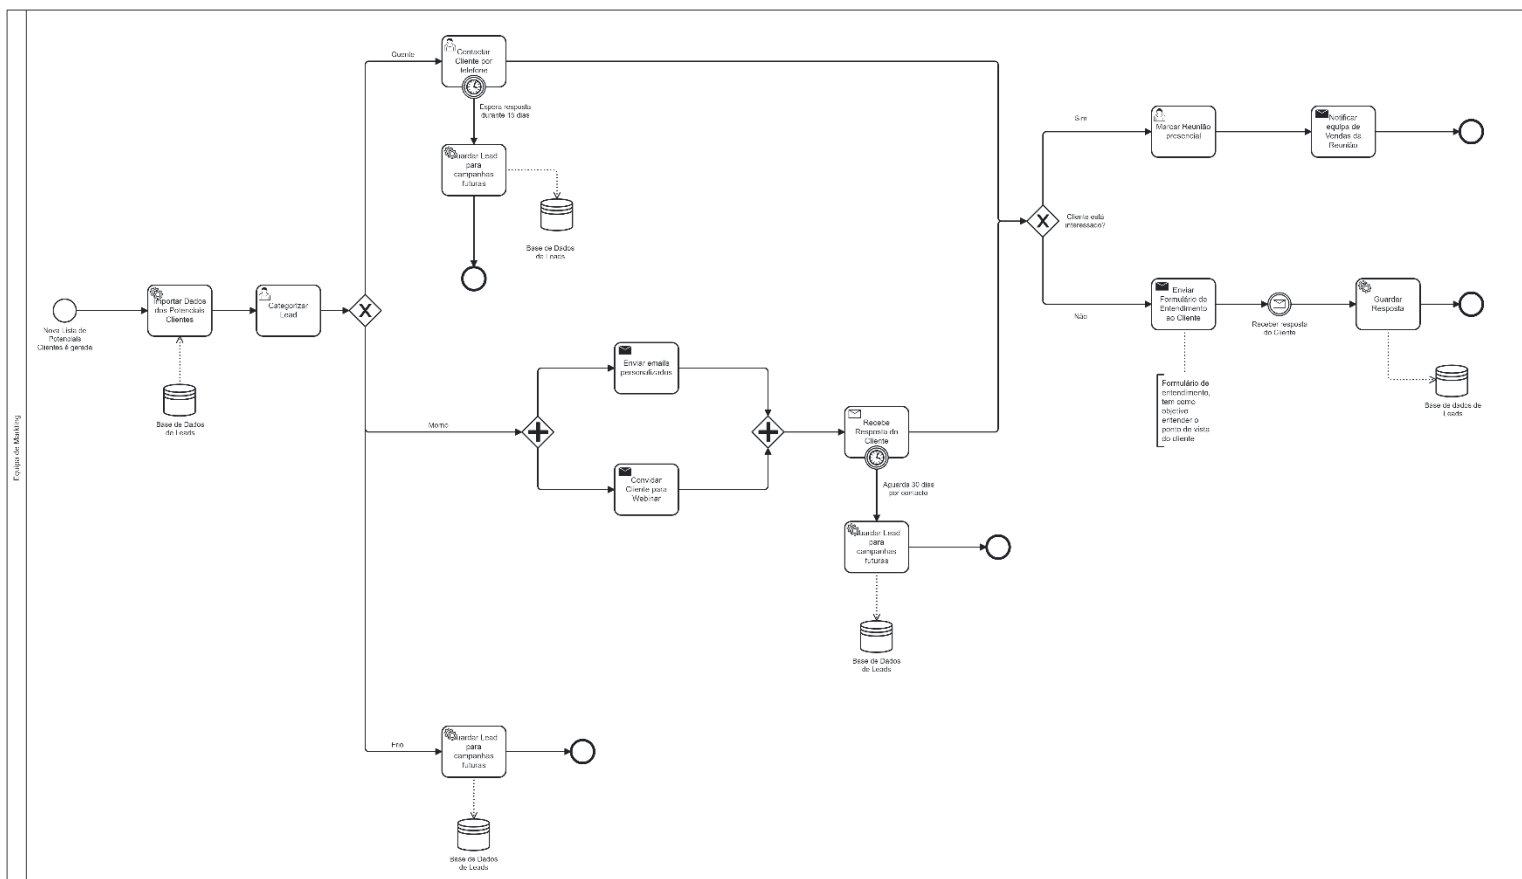 Equipa de Markting
Nova Lista de
Potenciais
Clientes é gerada
Importar Dados
dos Potenciais
Clientes
Base de Dados
de Leads
Categorizar
Lead
Quente
Contactar
Cliente por
telefone
Espera resposta
durante 15 dias
Guardar Lead
para
campanhas
futuras
Base de Dados
de Leads
Morno
Enviar emails
personalizados
Convidar
Cliente para
Webinar
Recebe
Resposta do
Cliente
Aguarda 30 dias
por contacto
Guardar Lead
para
campanhas
futuras
Base de Dados
de Leads
Frio
Guardar Lead
para
campanhas
futuras
Base de Dados
de Leads
Cliente está
interessado?
Sim
Marcar Reunião
presencial
Notificar
equipa de
Vendas da
Reunião
Não
Enviar
Formulário de
Entendimento
ao Cliente
Formulário de
entendimento,
tem como
objetivo
entender o
ponto de vista
do cliente
Receber resposta
do Cliente
Guardar
Resposta
Base de dados de
Leads